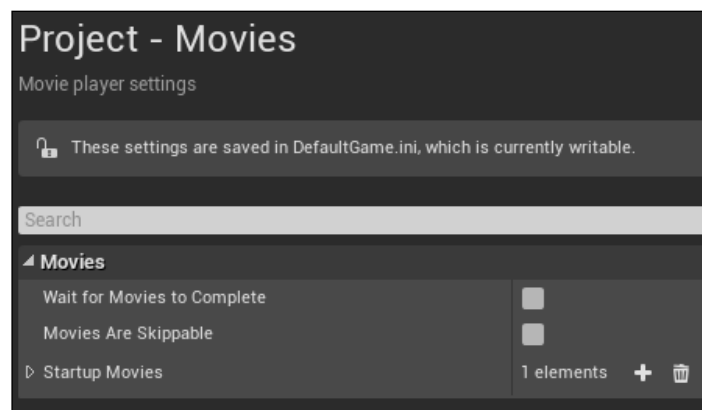 Project - Movies
Movie player settings
These settings are saved in DefaultGame.ini, which is currently writable.
Search
Movies
Wait for Movies to Complete
Movies Are Skippable
Startup Movies 1 elements